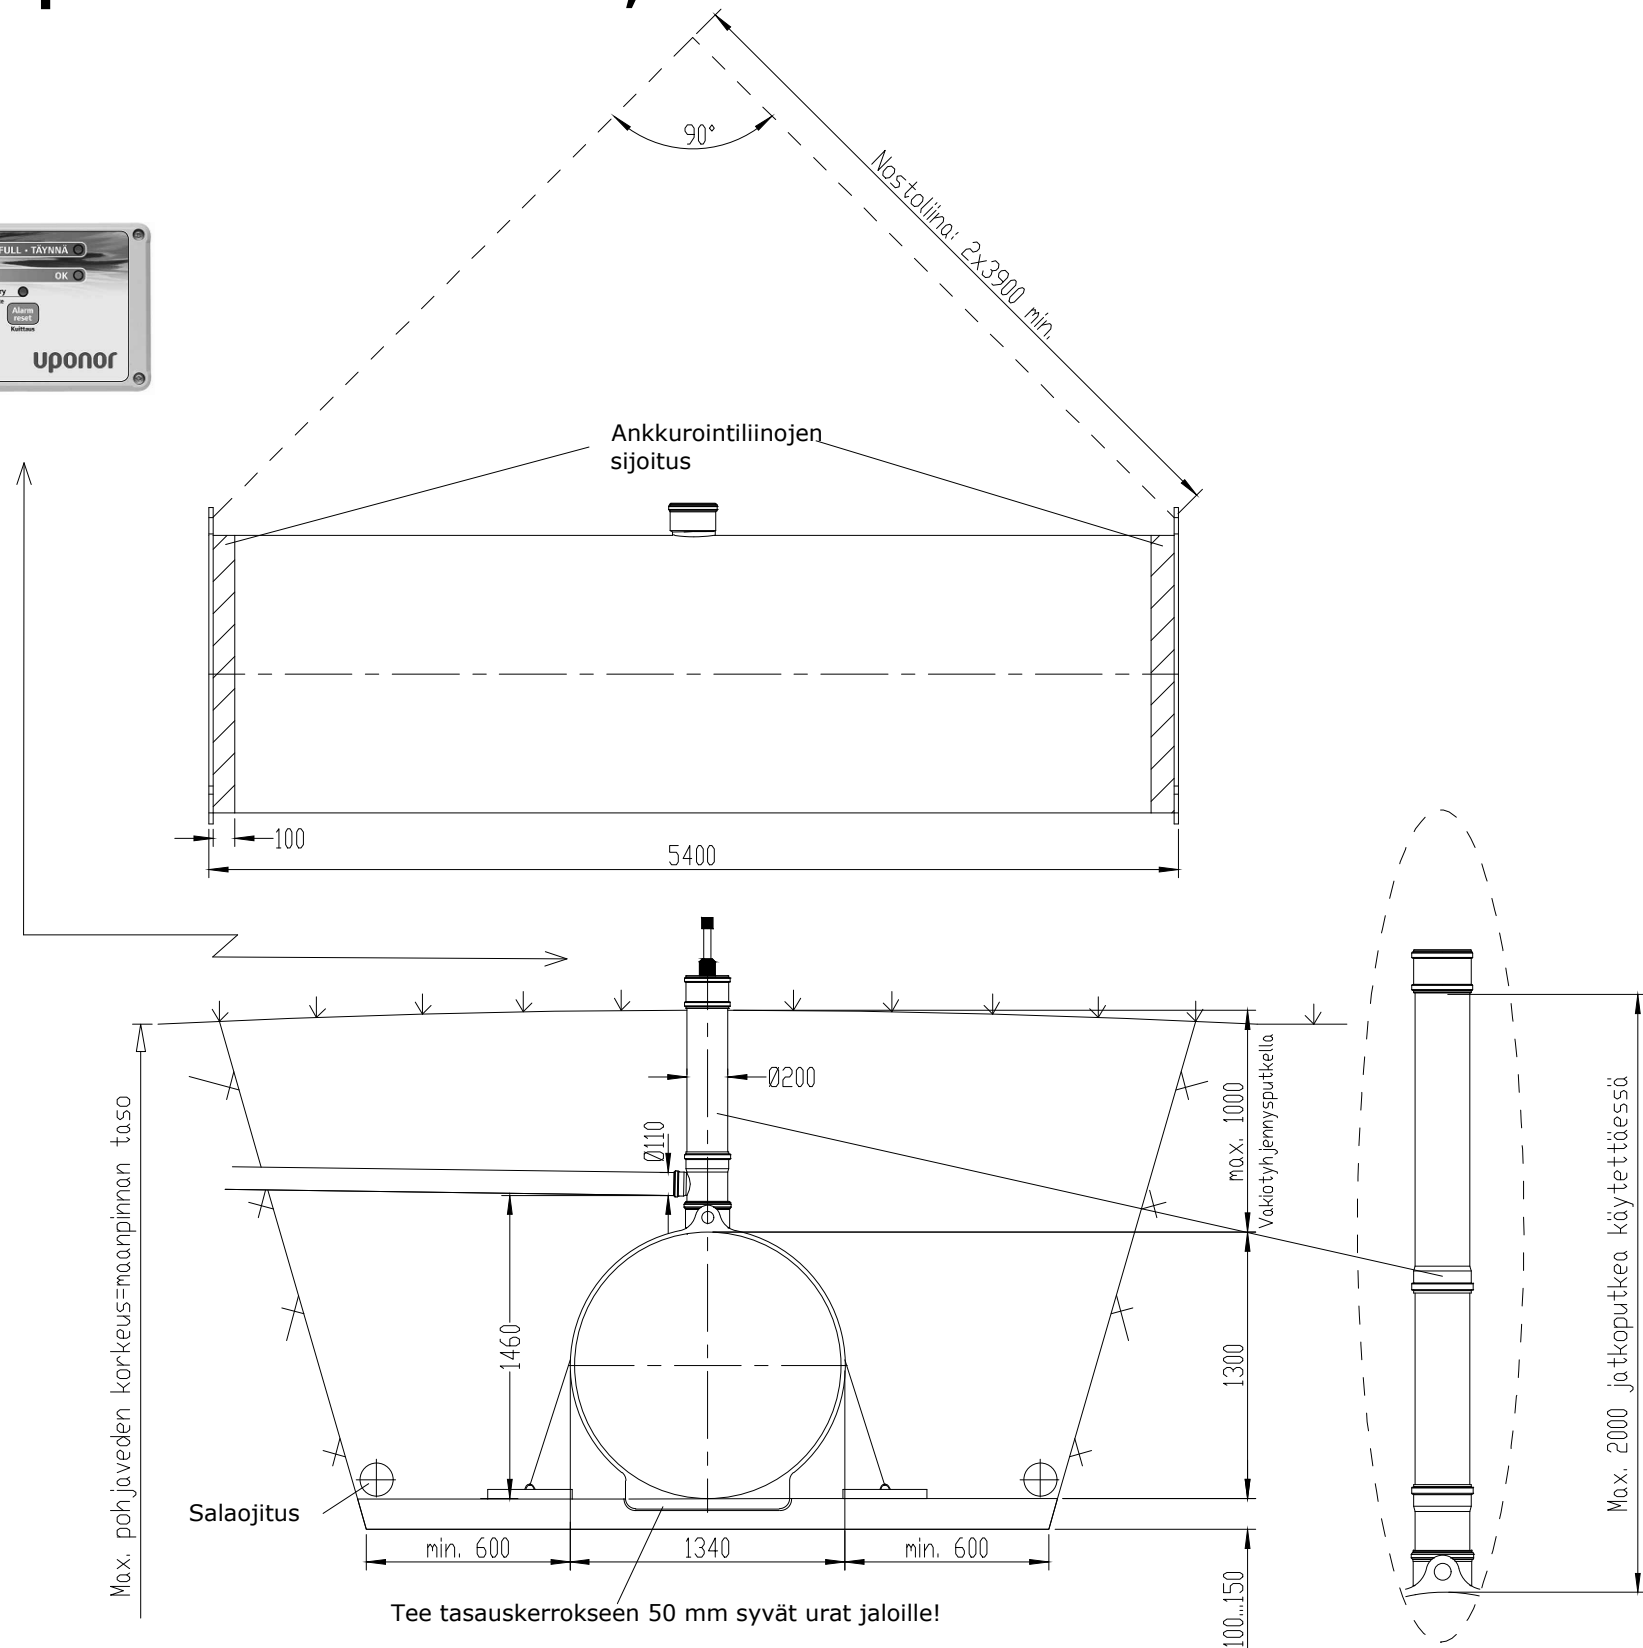 FULL • TÄYNNÄ
OK
Alarm
reset
Kuittaus
uponor
90°
Nostoliina: 2x3900 min.
Ankkurointiliinojen
sijoitus
100
5400
Max. pohjaveden korkeus=maanpinnan taso
Ø200
Ø110
max. 1000
Vakiotyhjennysputkella
1460
1300
Max. 2000 jatkoputkea käytettäessä
Salaojitus
min. 600
1340
min. 600
100...150
Tee tasauskerrokseen 50 mm syvät urat jaloille!